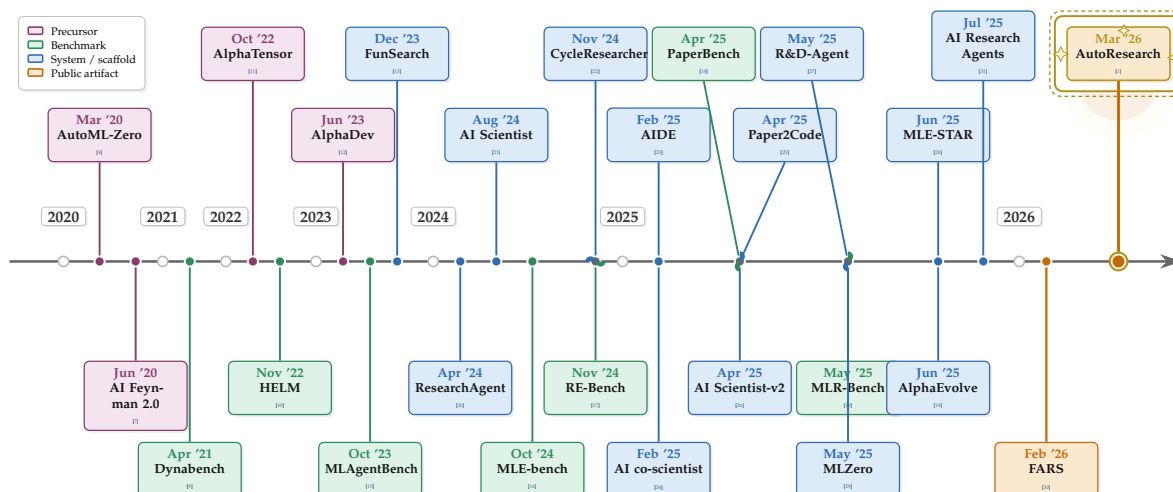 Precursor
Benchmark
System / scaffold
Public artifact
Oct ’22
AlphaTensor
Dec ’23
FunSearch
Nov ’24
CycleResearcher
Apr ’25
PaperBench
May ’25
R&D-Agent
Jul ’25
AI Research
Agents
Mar ’26
AutoResearch
Mar ’20
AutoML-Zero
Jun ’23
AlphaDev
Aug ’24
AI Scientist
Feb ’25
AIDE
Apr ’25
Paper2Code
Jun ’25
MLE-STAR
2020
2021
2022
2023
2024
2025
2026
Jun ’20
AI Feyn-
man 2.0
Nov ’22
HELM
Apr ’24
ResearchAgent
Nov ’24
RE-Bench
Apr ’25
AI Scientist-v2
May ’25
MLR-Bench
Jun ’25
AlphaEvolve
Apr ’21
Dynabench
Oct ’23
MLAgentBench
Oct ’24
MLE-bench
Feb ’25
AI co-scientist
May ’25
MLZero
Feb ’26
FARS